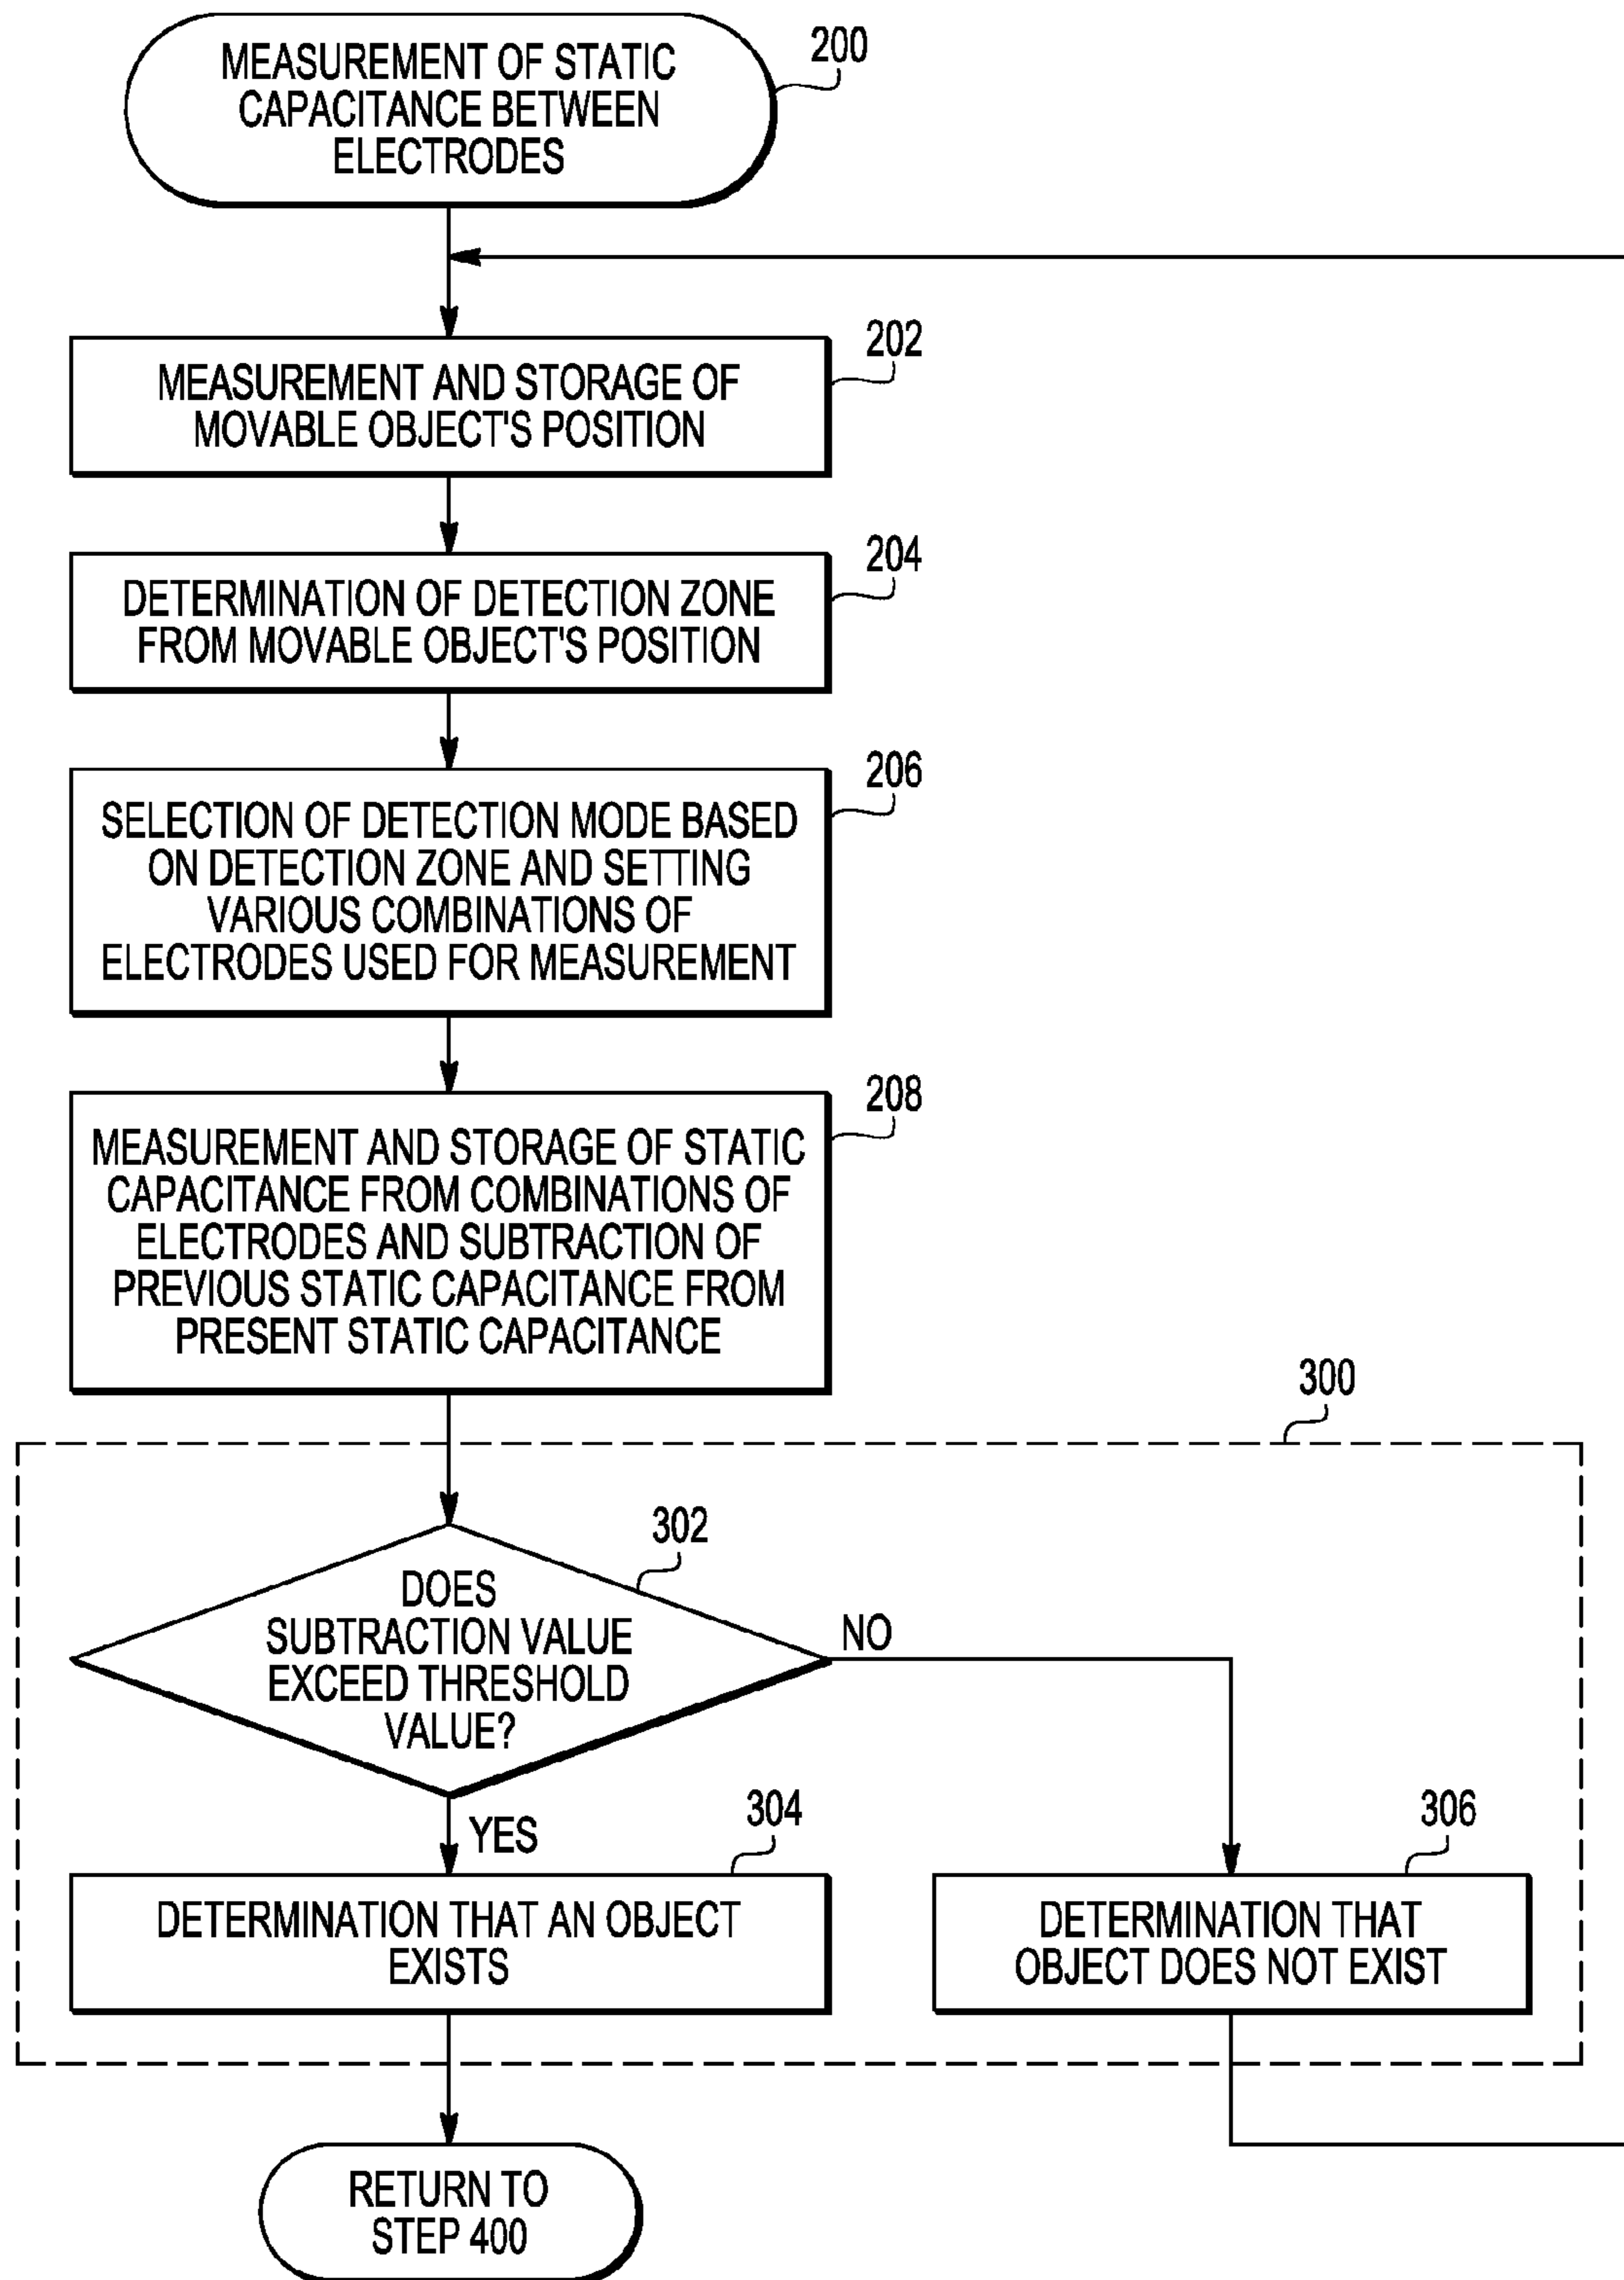 MEASUREMENT OF STATIC
CAPACITANCE BETWEEN
ELECTRODES
200
MEASUREMENT AND STORAGE OF
MOVABLE OBJECT'S POSITION
202
DETERMINATION OF DETECTION ZONE
FROM MOVABLE OBJECT'S POSITION
204
SELECTION OF DETECTION MODE BASED
ON DETECTION ZONE AND SETTING
VARIOUS COMBINATIONS OF
ELECTRODES USED FOR MEASUREMENT
206
MEASUREMENT AND STORAGE OF STATIC
CAPACITANCE FROM COMBINATIONS OF
ELECTRODES AND SUBTRACTION OF
PREVIOUS STATIC CAPACITANCE FROM
PRESENT STATIC CAPACITANCE
208
300
DOES
SUBTRACTION VALUE
EXCEED THRESHOLD
VALUE?
302
NO
YES
DETERMINATION THAT AN OBJECT
EXISTS
304
DETERMINATION THAT
OBJECT DOES NOT EXIST
306
RETURN TO
STEP 400